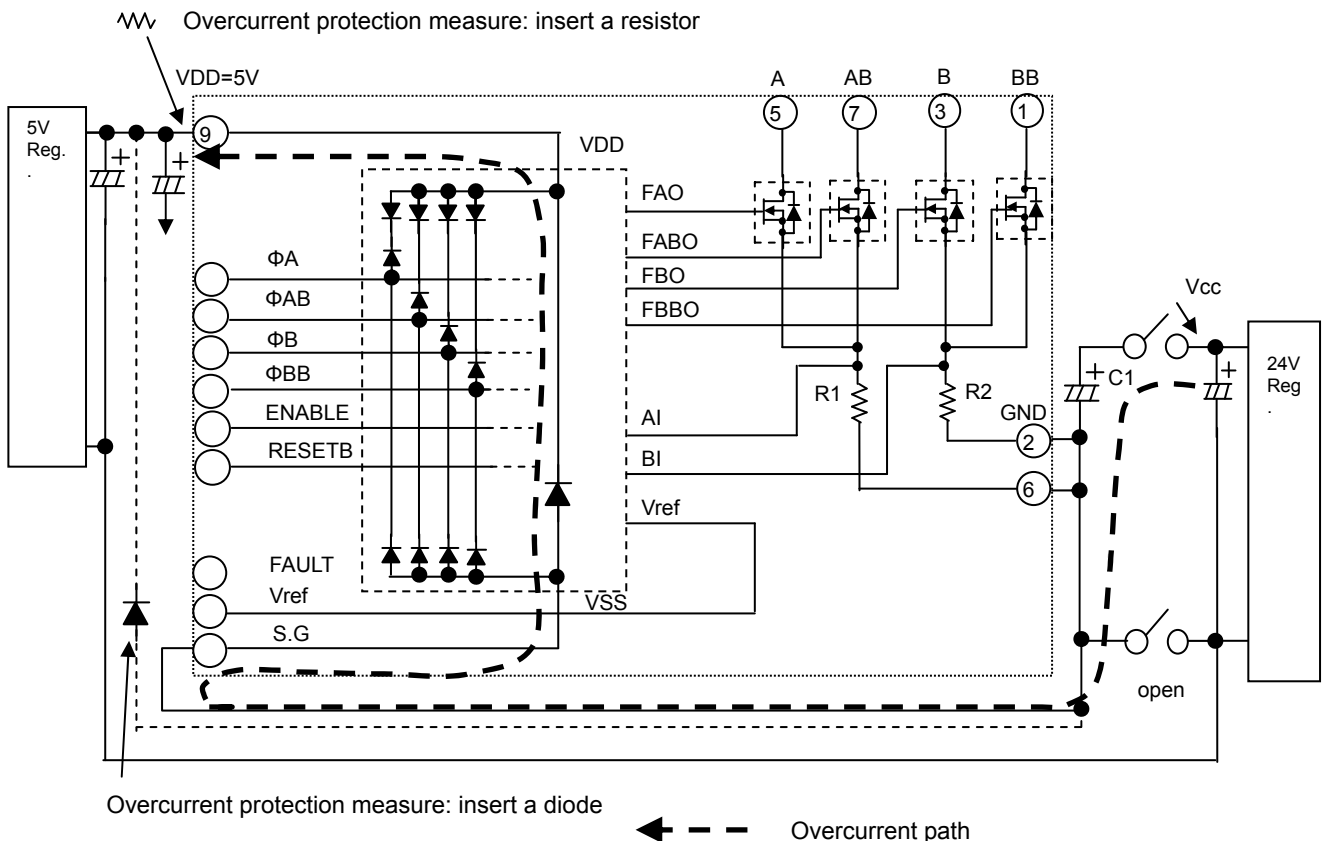 Overcurrent protection measure: insert a resistor
VDD=5V
A
AB
B
BB
5
7
3
1
5V
Reg.
.
+
+
9
VDD
FAO
FABO
FBO
FBBO
ΦA
ΦAB
ΦB
ΦBB
ENABLE
RESETB
Vcc
+
C1
+
24V
Reg
.
R1
R2
GND
2
AI
BI
6
Vref
FAULT
Vref
VSS
S.G
open
Overcurrent protection measure: insert a diode
Overcurrent path